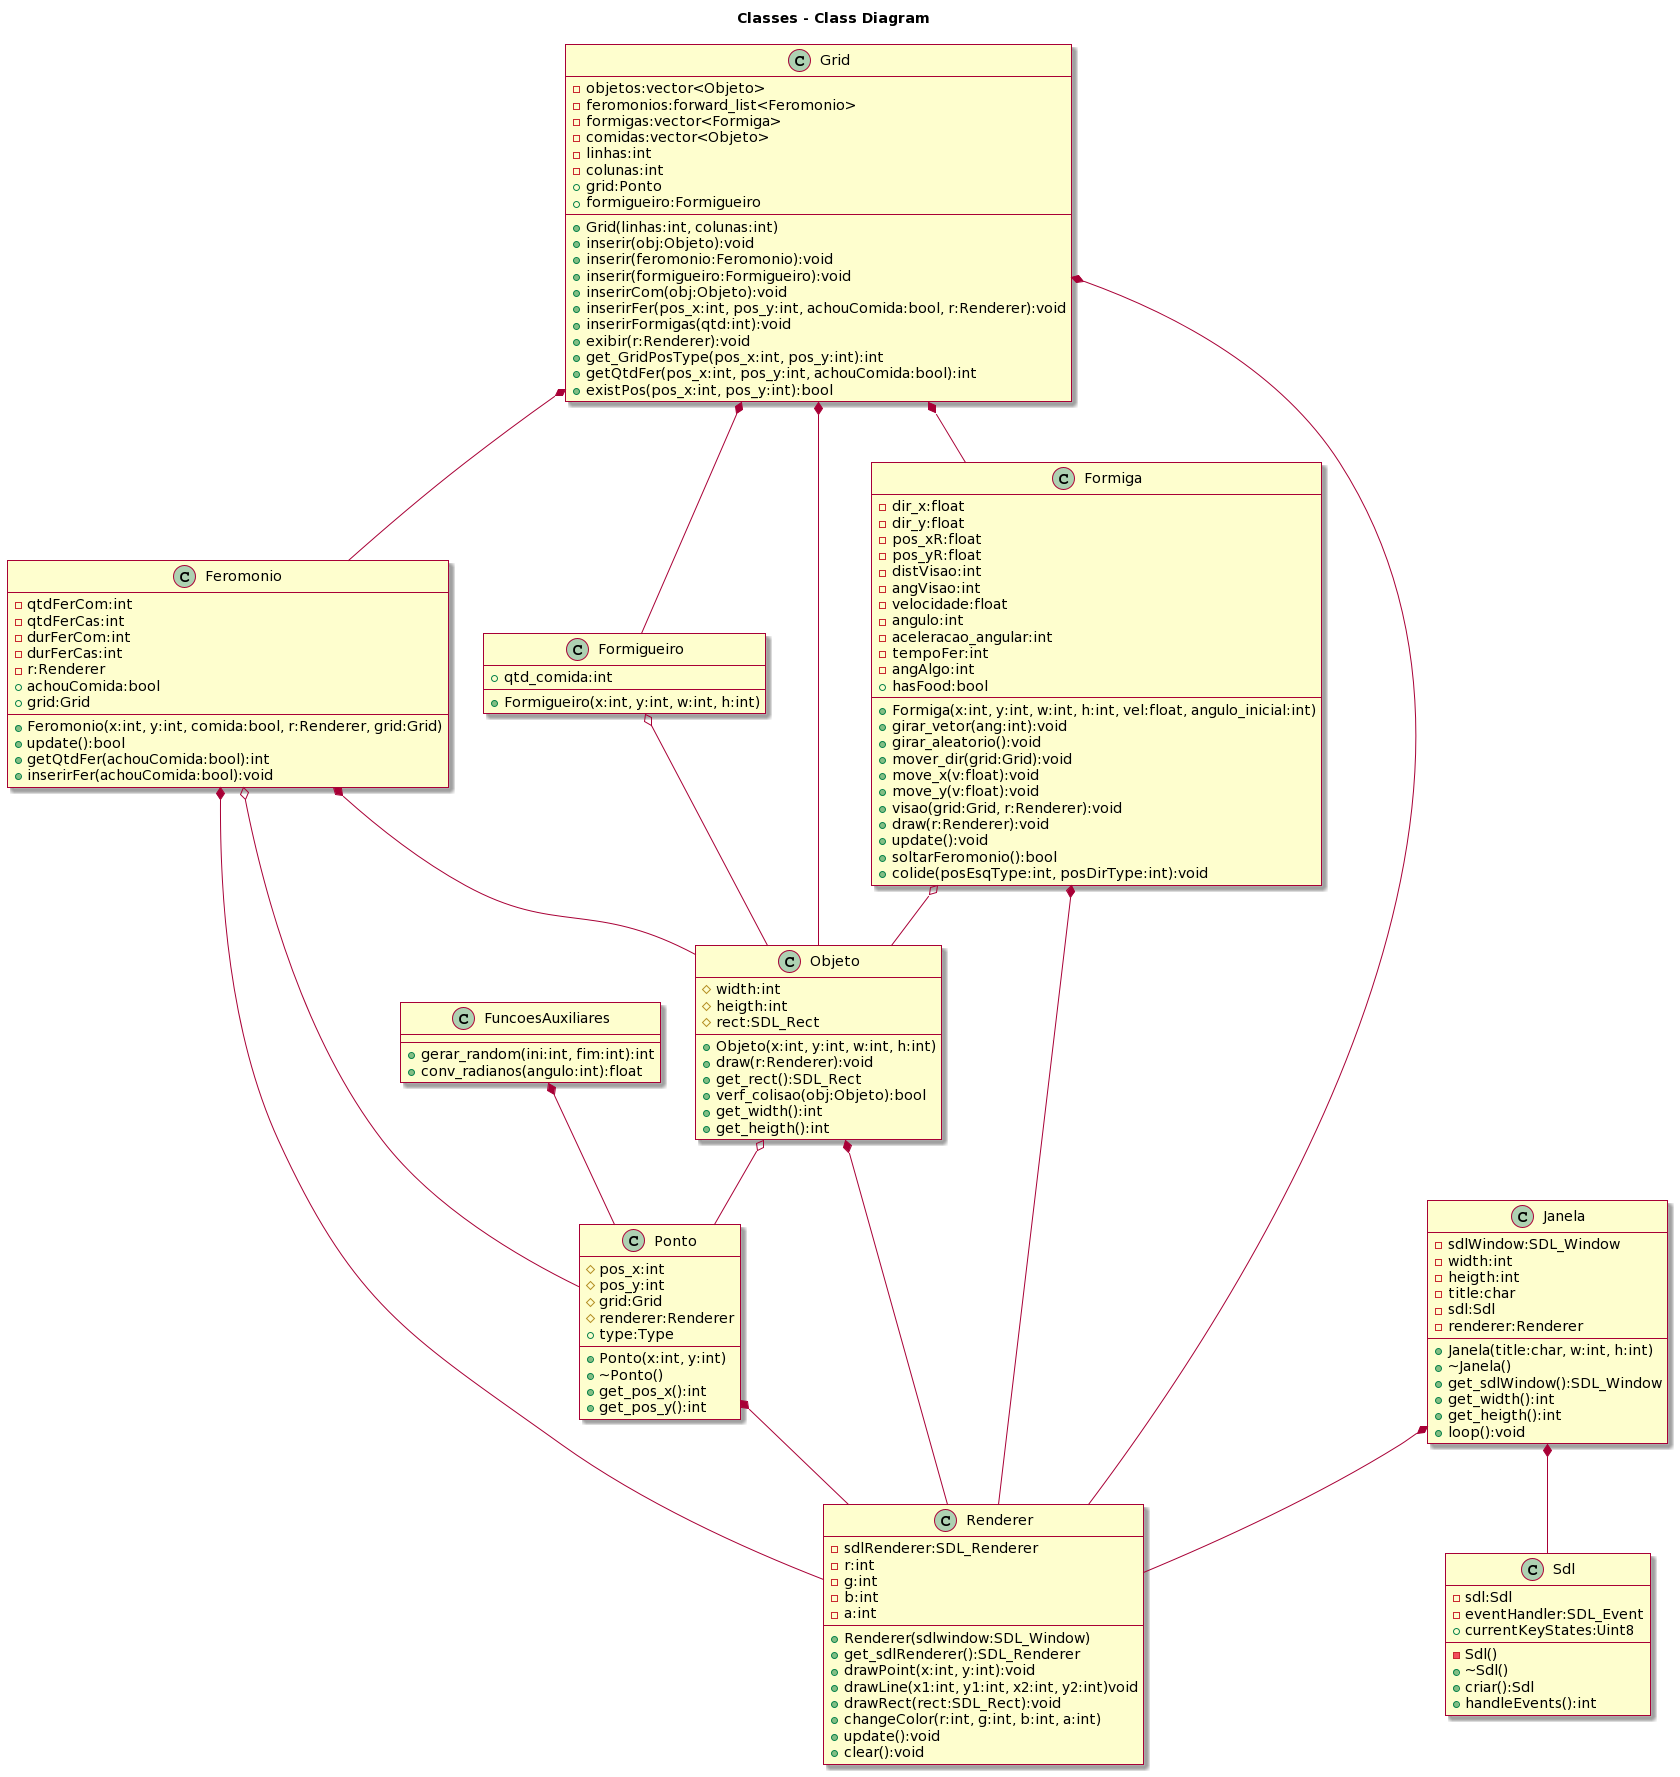 Classes - Class Diagram
C Grid
objetos:vector<Objeto>
feromonios:forward_list<Feromonio>
formigas:vector<Formiga>
comidas:vector<Objeto>
linhas:int
colunas:int
grid:Ponto
formigueiro:Formigueiro
Grid(linhas:int, colunas:int)
inserir(obj:Objeto):void
inserir(feromonio:Feromonio):void
inserir(formigueiro:Formigueiro):void
inserirCom(obj:Objeto):void
inserirFer(pos_x:int, pos_y:int, achouComida:bool, r:Renderer):void
inserirFormigas(qtd:int):void
exibir(r:Renderer):void
get_GridPosType(pos_x:int, pos_y:int):int
getQtdFer(pos_x:int, pos_y:int, achouComida:bool):int
existPos(pos_x:int, pos_y:int):bool
C Formiga
dir_x:float
dir_y:float
pos_xR:float
pos_yR:float
distVisao:int
angVisao:int
velocidade:float
angulo:int
aceleracao_angular:int
tempoFer:int
angAlgo:int
hasFood:bool
Formiga(x:int, y:int, w:int, h:int, vel:float, angulo_inicial:int)
girar_vetor(ang:int):void
girar_aleatorio():void
mover_dir(grid:Grid):void
move_x(v:float):void
move_y(v:float):void
visao(grid:Grid, r:Renderer):void
draw(r:Renderer):void
update():void
soltarFeromonio():bool
colide(posEsqType:int, posDirType:int):void
C Feromonio
qtdFerCom:int
qtdFerCas:int
durFerCom:int
durFerCas:int
r:Renderer
achouComida:bool
grid:Grid
Feromonio(x:int, y:int, comida:bool, r:Renderer, grid:Grid)
update():bool
getQtdFer(achouComida:bool):int
inserirFer(achouComida:bool):void
C Formigueiro
qtd_comida:int
Formigueiro(x:int, y:int, w:int, h:int)
C Objeto
width:int
heigth:int
rect:SDL_Rect
Objeto(x:int, y:int, w:int, h:int)
draw(r:Renderer):void
get_rect():SDL_Rect
verf_colisao(obj:Objeto):bool
get_width():int
get_heigth():int
C FuncoesAuxiliares
gerar_random(ini:int, fim:int):int
conv_radianos(angulo:int):float
C Ponto
pos_x:int
pos_y:int
grid:Grid
renderer:Renderer
type:Type
Ponto(x:int, y:int)
~Ponto()
get_pos_x():int
get_pos_y():int
C Janela
sdlWindow:SDL_Window
width:int
heigth:int
title:char
sdl:Sdl
renderer:Renderer
Janela(title:char, w:int, h:int)
~Janela()
get_sdlWindow():SDL_Window
get_width():int
get_heigth():int
loop():void
C Renderer
sdlRenderer:SDL_Renderer
r:int
g:int
b:int
a:int
Renderer(sdlwindow:SDL_Window)
get_sdlRenderer():SDL_Renderer
drawPoint(x:int, y:int):void
drawLine(x1:int, y1:int, x2:int, y2:int)void
drawRect(rect:SDL_Rect):void
changeColor(r:int, g:int, b:int, a:int)
update():void
clear():void
C Sdl
sdl:Sdl
eventHandler:SDL_Event
currentKeyStates:Uint8
Sdl()
~Sdl()
criar():Sdl
handleEvents():int